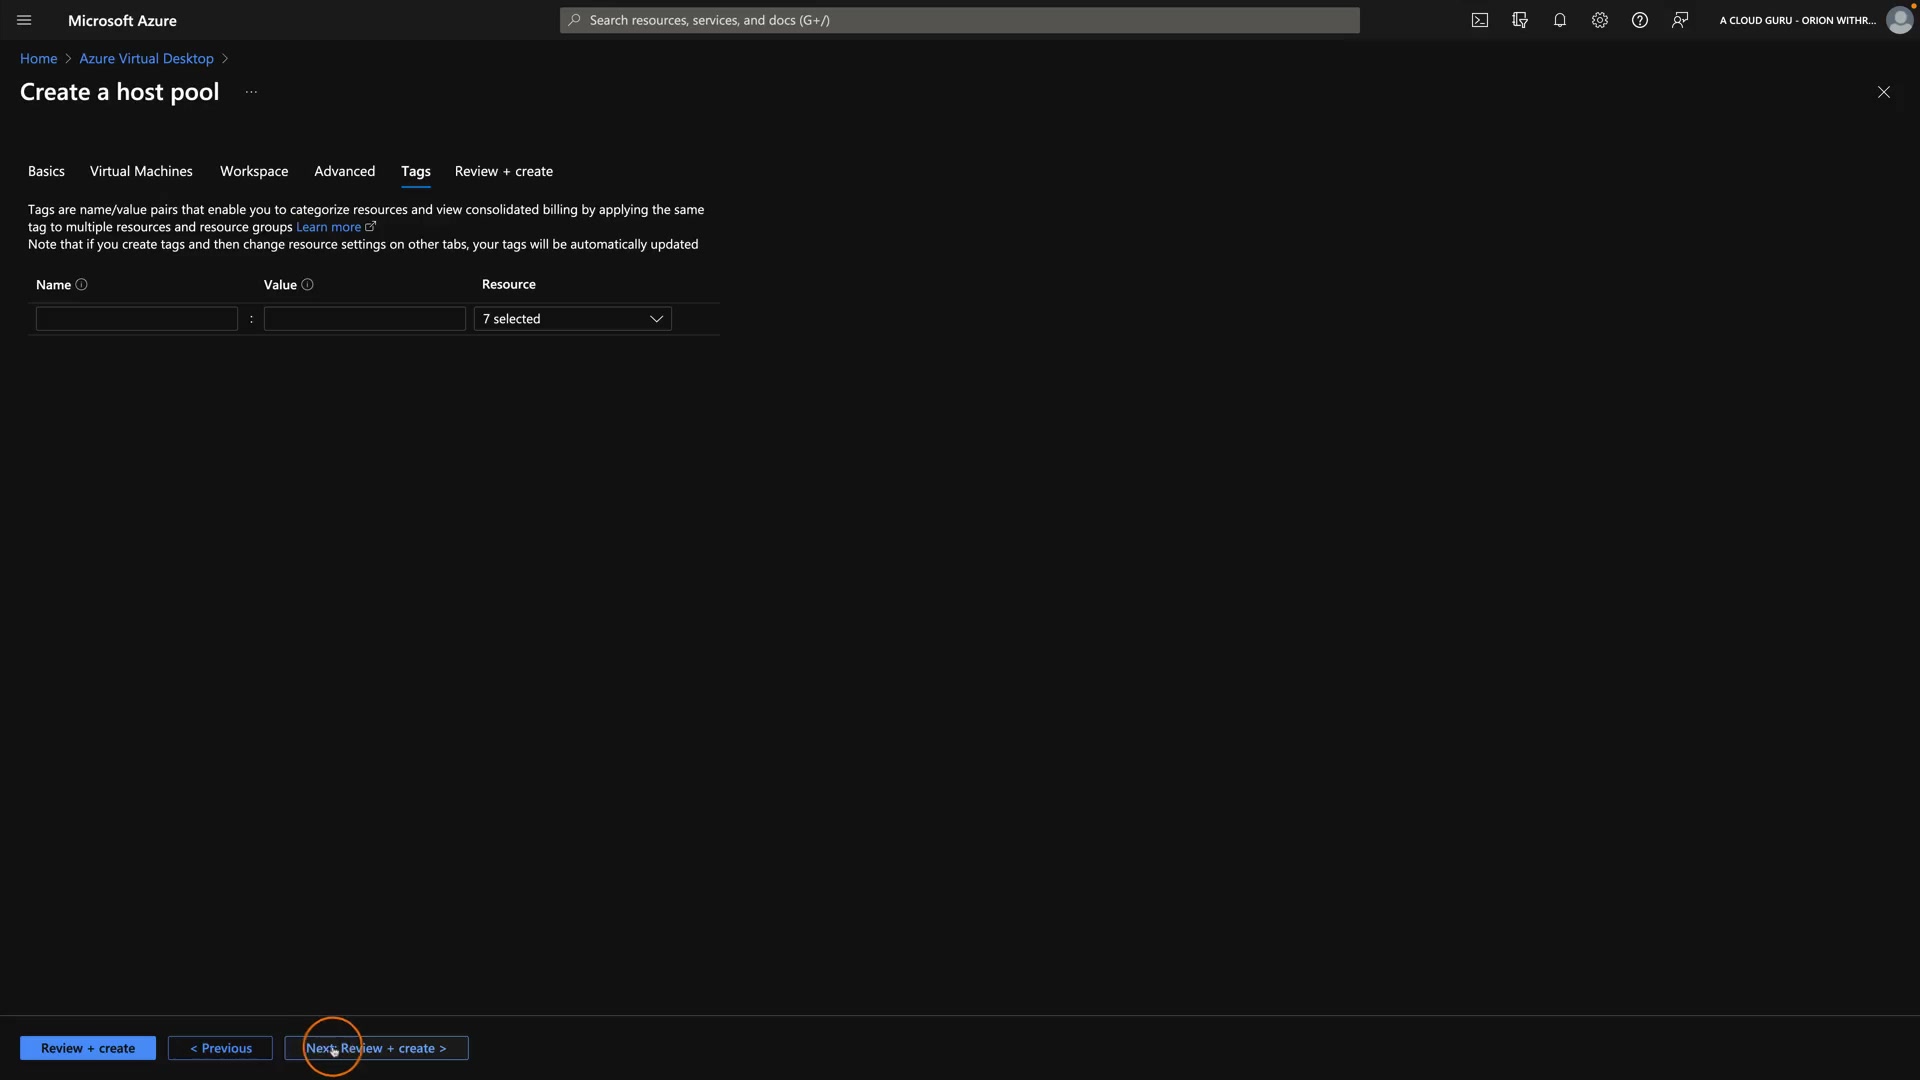 Microsoft Azure
Search resources, services, and docs (G+/)
A CLOUD GURU - ORION WITHR...
Home > Azure Virtual Desktop >
Create a host pool ...
Basics Virtual Machines Workspace Advanced Tags Review + create
Tags are name/value pairs that enable you to categorize resources and view consolidated billing by applying the same
tag to multiple resources and resource groups Learn more
Note that if you create tags and then change resource settings on other tabs, your tags will be automatically updated
Name Value Resource
: 7 selected
Review + create < Previous Next: Review + create >